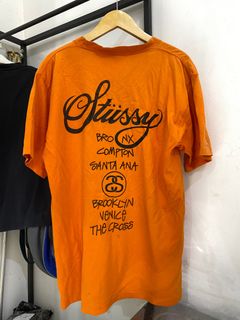 Stüssy
BRONX
COMPTON
SANTA ANA
BROOKLYN
VENICE
THE CROSS